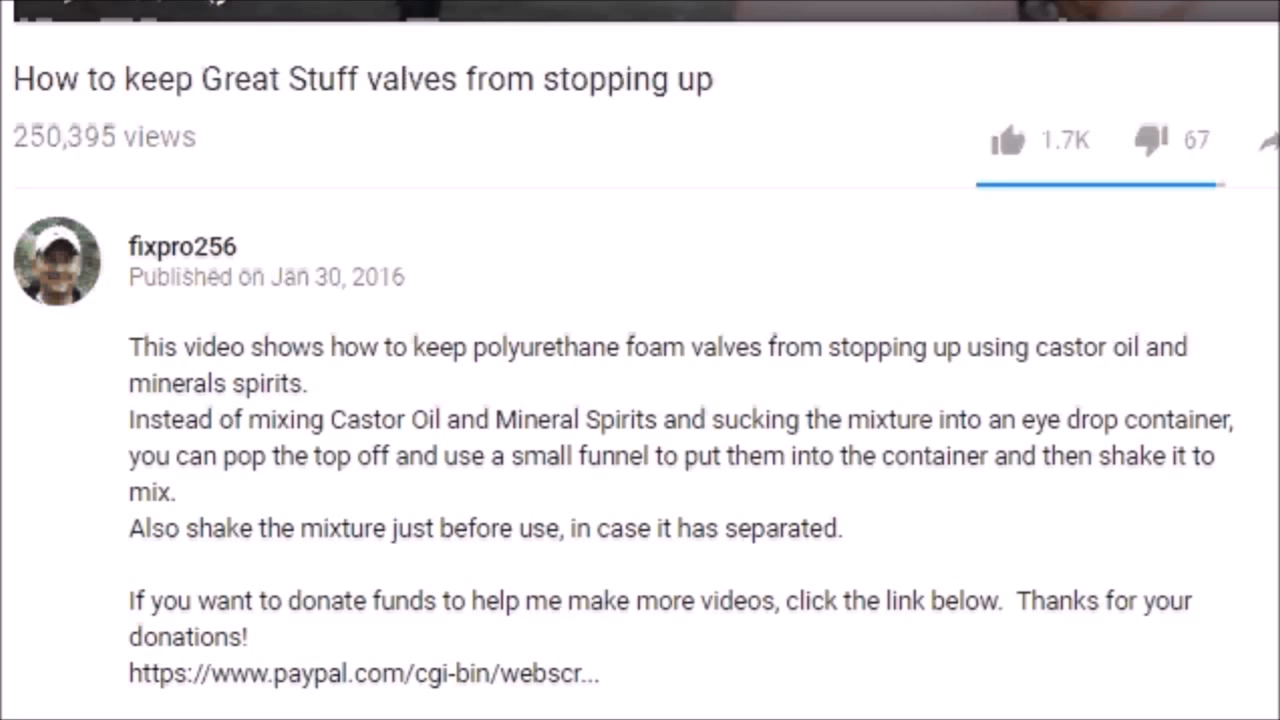 How to keep Great Stuff valves from stopping up
250,395 views
1.7K
67
fixpro256
Published on Jan 30, 2016
This video shows how to keep polyurethane foam valves from stopping up using castor oil and
minerals spirits.
Instead of mixing Castor Oil and Mineral Spirits and sucking the mixture into an eye drop container,
you can pop the top off and use a small funnel to put them into the container and then shake it to
mix.
Also shake the mixture just before use, in case it has separated.
If you want to donate funds to help me make more videos, click the link below.  Thanks for your
donations!
https://www.paypal.com/cgi-bin/webscr...